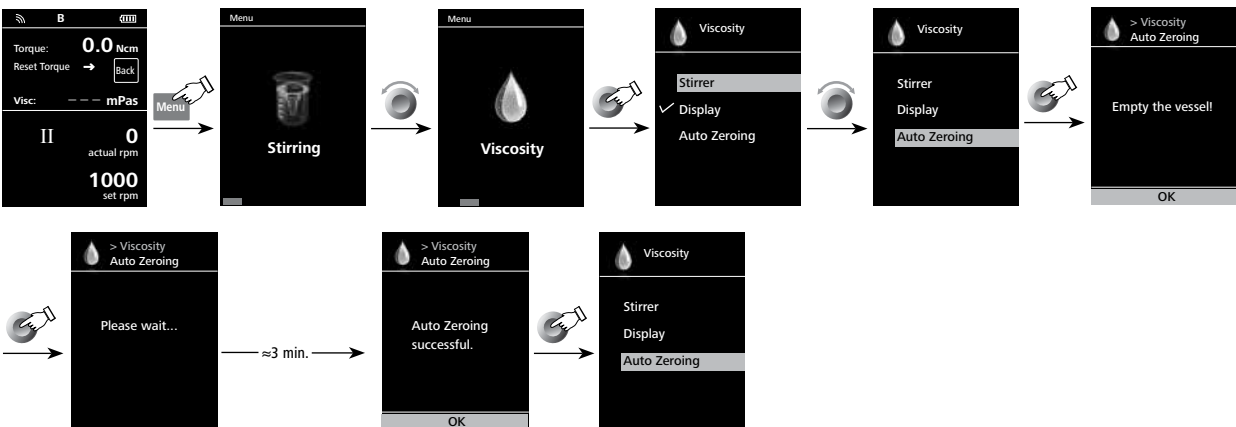 B
Torque: 0.0 Ncm
Reset Torque → Back
Visc: – – – mPas
II 0
actual rpm
1000
set rpm
Menu
Menu
Stirring
Menu
Viscosity
Viscosity
Stirrer
✓ Display
Auto Zeroing
Viscosity
Stirrer
Display
Auto Zeroing
> Viscosity
Auto Zeroing
Empty the vessel!
OK
> Viscosity
Auto Zeroing
Please wait...
≈3 min.
> Viscosity
Auto Zeroing
Auto Zeroing
successful.
OK
Viscosity
Stirrer
Display
Auto Zeroing